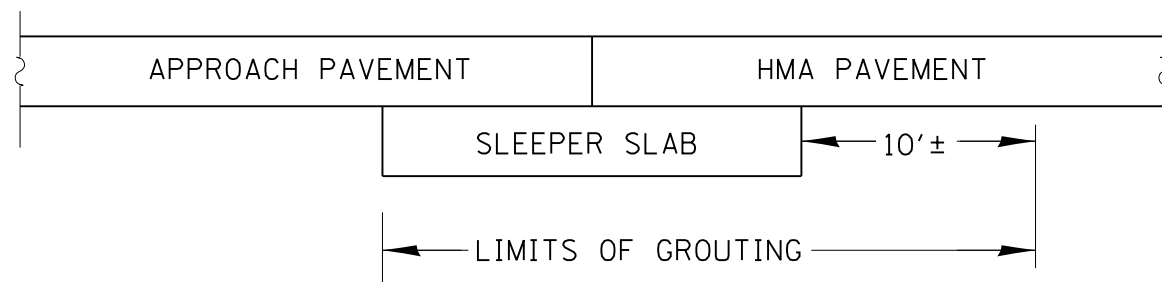 APPROACH PAVEMENT
HMA PAVEMENT
SLEEPER SLAB
10'±
LIMITS OF GROUTING